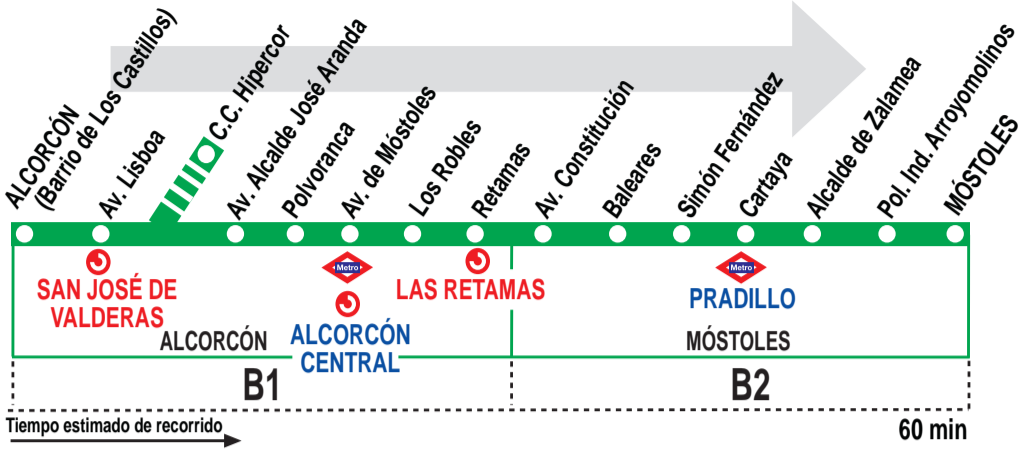 ALCORCÓN
(Barrio de Los Castillos)
Av. Lisboa
C.C. Hipercor
Av. Alcalde José Aranda
Polvoranca
Av. de Móstoles
Los Robles
Retamas
Av. Constitución
Baleares
Simón Fernández
Cartaya
Alcalde de Zalamea
Pol. Ind. Arroyomolinos
MÓSTOLES
SAN JOSÉ DE
VALDERAS
Metro
ALCORCÓN
CENTRAL
LAS RETAMAS
Metro
PRADILLO
ALCORCÓN
MÓSTOLES
B1
B2
Tiempo estimado de recorrido
60 min